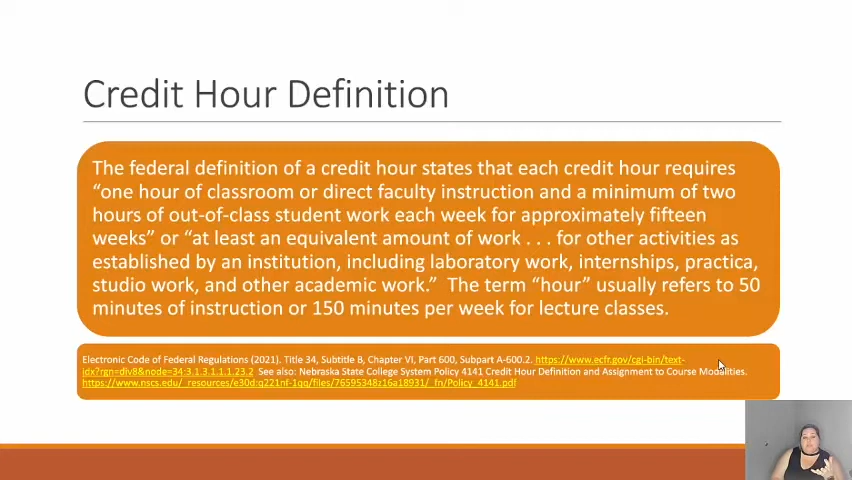 Credit Hour Definition
The federal definition of a credit hour states that each credit hour requires
“one hour of classroom or direct faculty instruction and a minimum of two
hours of out-of-class student work each week for approximately fifteen
weeks” or “at least an equivalent amount of work . . . for other activities as
established by an institution, including laboratory work, internships, practica,
studio work, and other academic work.”  The term “hour” usually refers to 50
minutes of instruction or 150 minutes per week for lecture classes.
Electronic Code of Federal Regulations (2021). Title 34, Subtitle B, Chapter VI, Part 600, Subpart A-600.2. https://www.ecfr.gov/cgi-bin/text-
idx?rgn=div8&node=34:3.1.3.1.1.1.23.2 See also: Nebraska State College System Policy 4141 Credit Hour Definition and Assignment to Course Modalities.